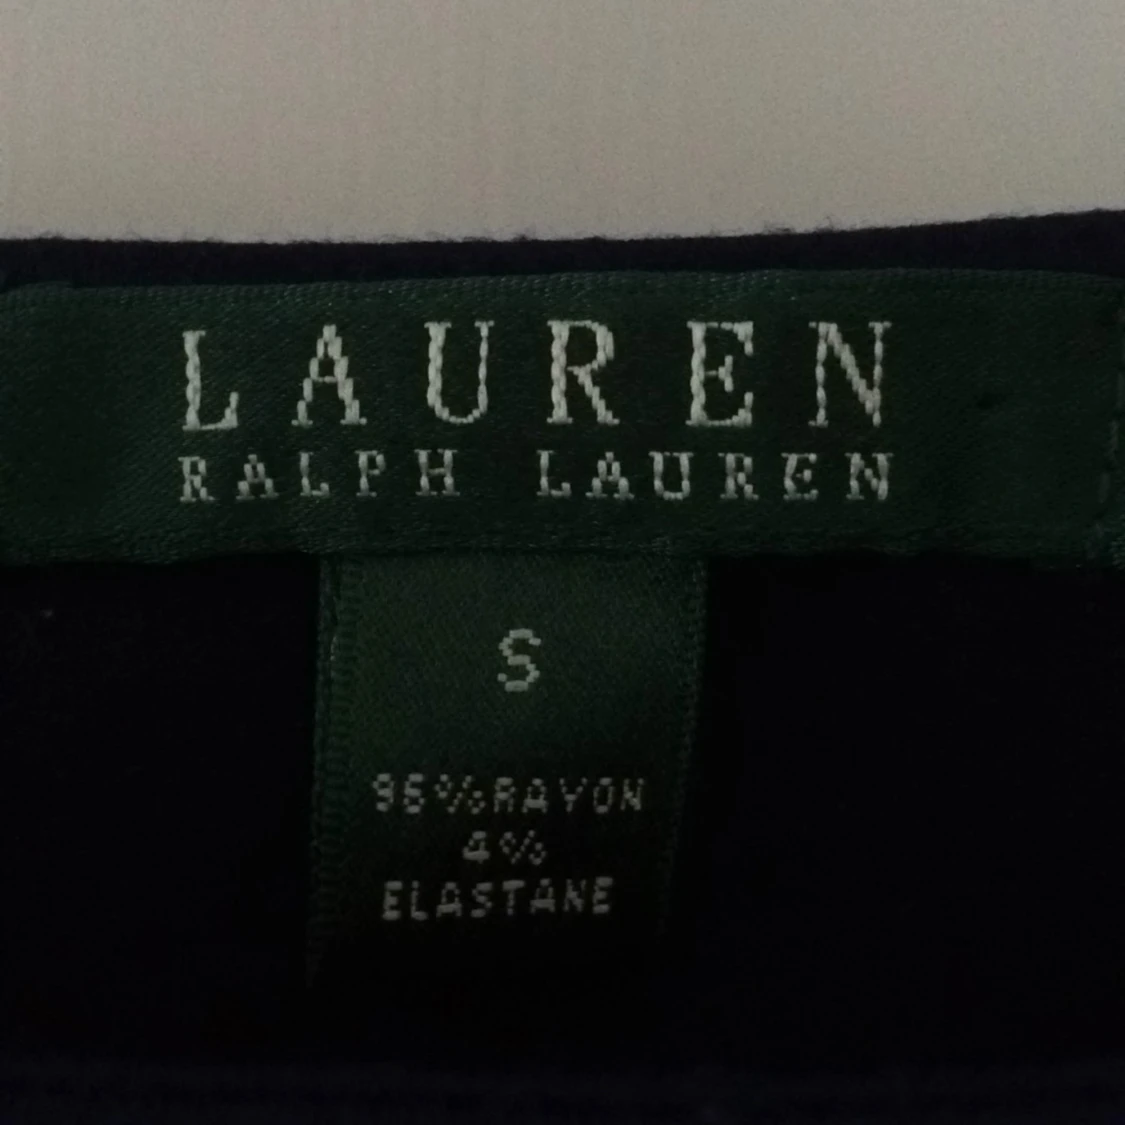 LAUREN
RALPH LAUREN
S
96%RAYON
4%
ELASTANE